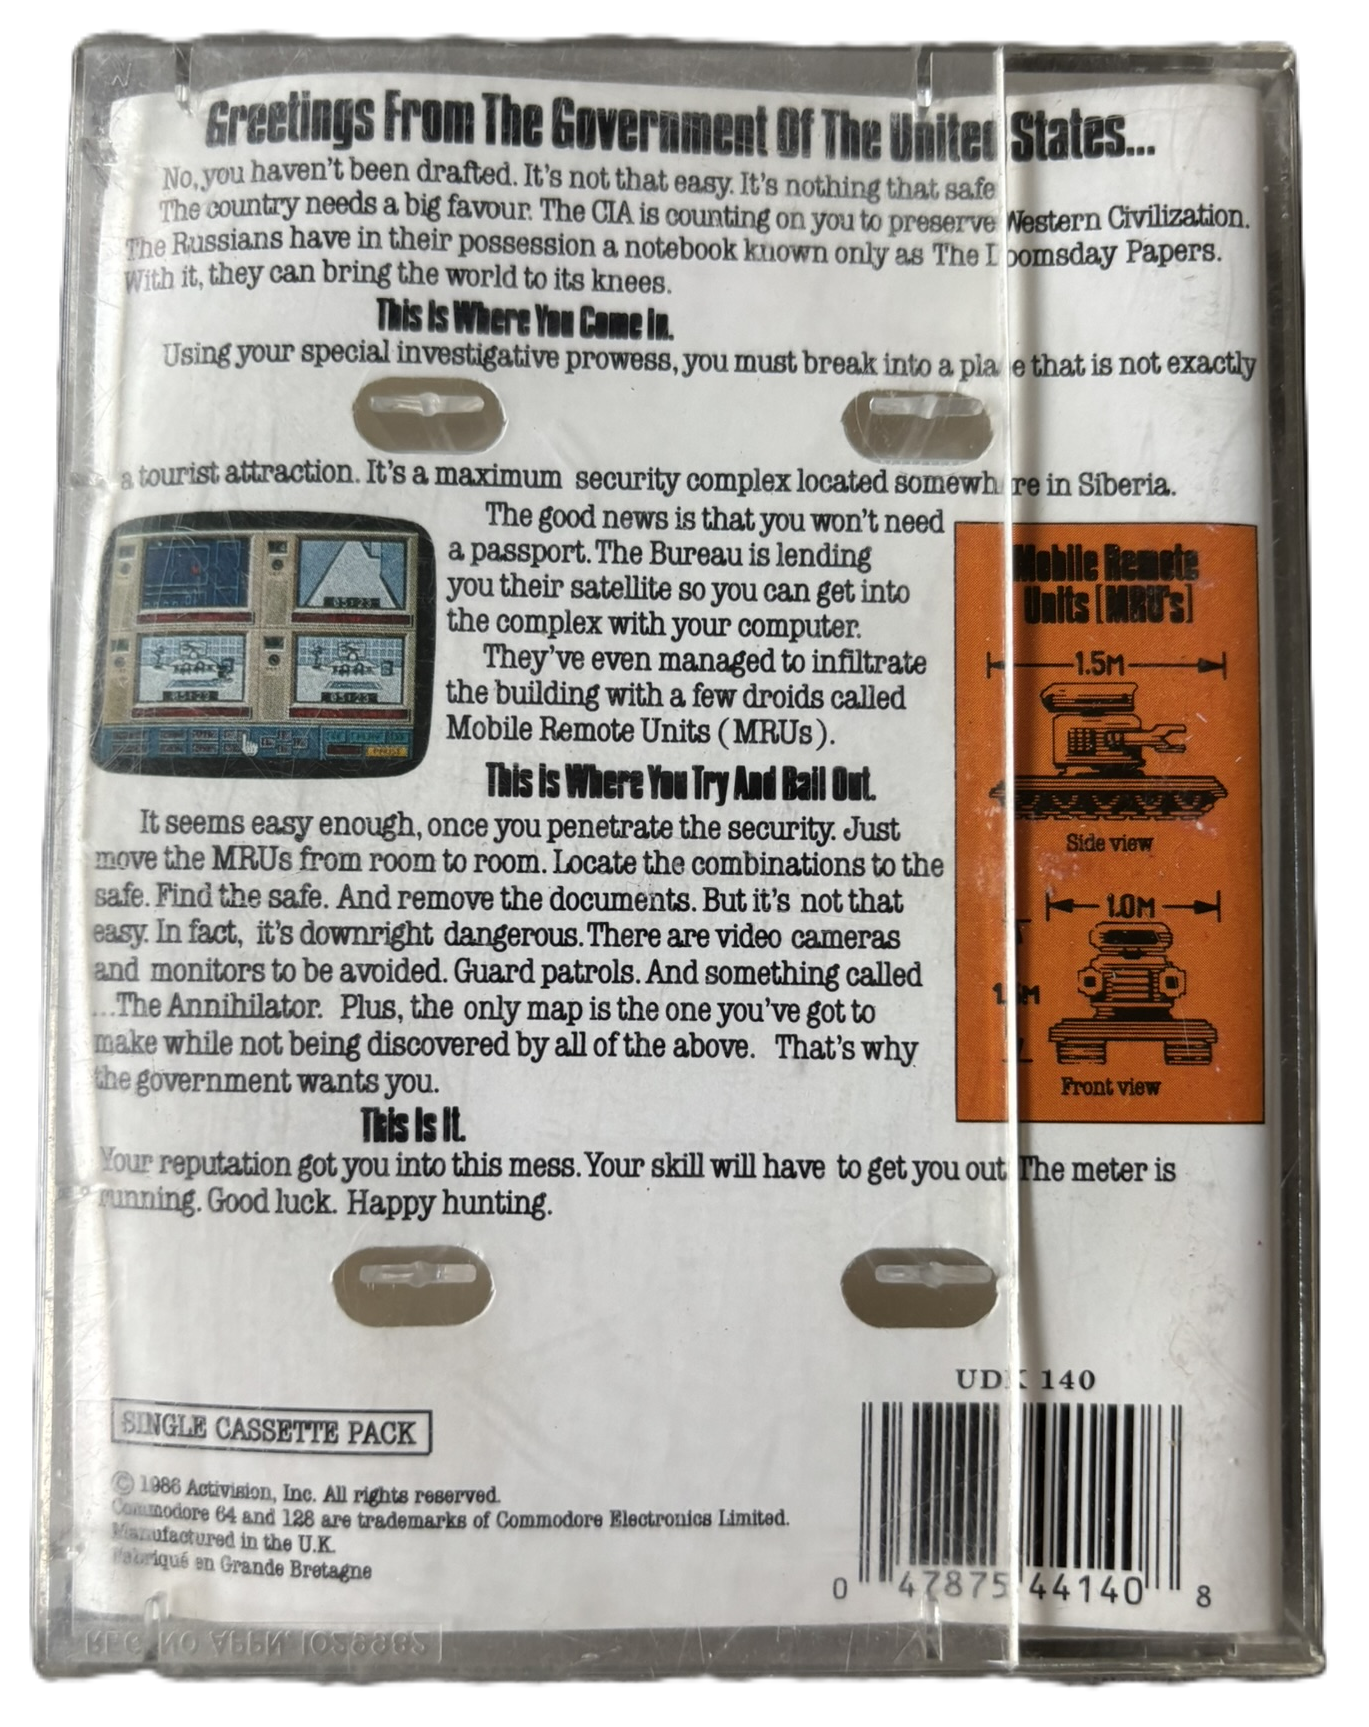 Greetings From The Government Of The United States...
No, you haven't been drafted. It's not that easy. It's nothing that safe
The country needs a big favour. The CIA is counting on you to preserve Western Civilization.
The Russians have in their possession a notebook known only as The Doomsday Papers.
With it, they can bring the world to its knees.
This Is Where You Come In.
Using your special investigative prowess, you must break into a place that is not exactly
a tourist attraction. It's a maximum security complex located somewhere in Siberia.
The good news is that you won't need
a passport. The Bureau is lending
you their satellite so you can get into
the complex with your computer.
They've even managed to infiltrate
the building with a few droids called
Mobile Remote Units (MRUs).
05:23
05:23
05:23
Mobile Remote
Units [MRU's]
1.5M
Side view
1.0M
Front view
This is Where You Try And Bail Out.
It seems easy enough, once you penetrate the security. Just
move the MRUs from room to room. Locate the combinations to the
safe. Find the safe. And remove the documents. But it's not that
easy. In fact, it's downright dangerous. There are video cameras
and monitors to be avoided. Guard patrols. And something called
...The Annihilator. Plus, the only map is the one you've got to
make while not being discovered by all of the above. That's why
the government wants you.
This Is It.
Your reputation got you into this mess. Your skill will have to get you out. The meter is
running. Good luck. Happy hunting.
UDK 140
SINGLE CASSETTE PACK
© 1986 Activision, Inc. All rights reserved.
Commodore 64 and 128 are trademarks of Commodore Electronics Limited.
Manufactured in the U.K.
Fabriqué en Grande Bretagne
0 47875 44140 8
REG NO APPN. 1029982